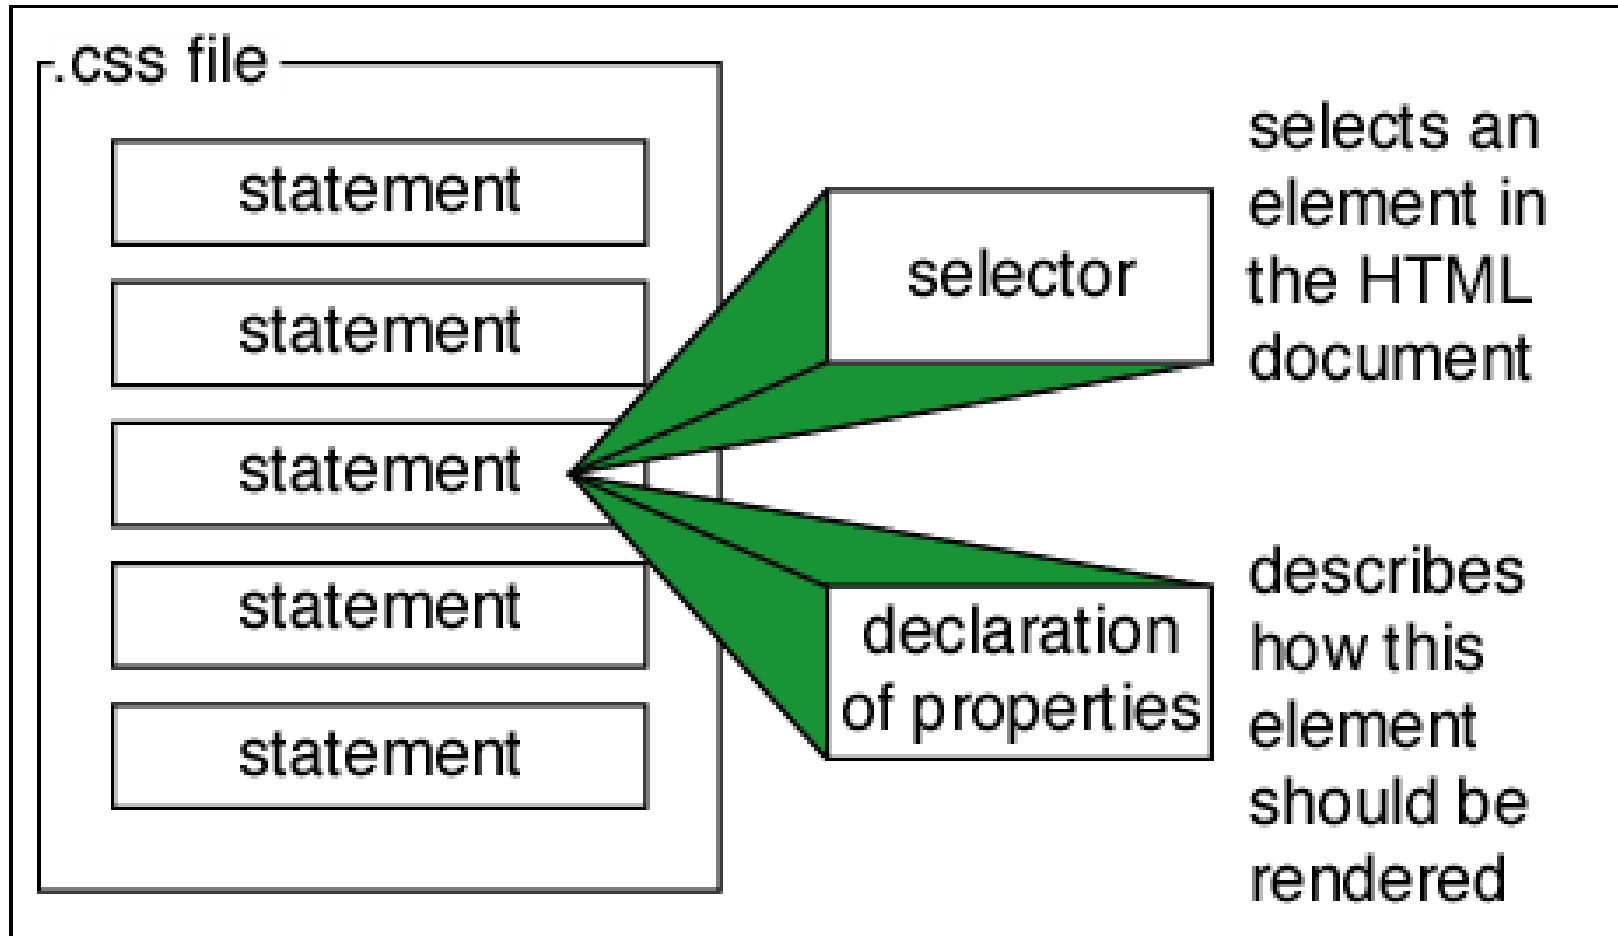 .css file
statement
statement
statement
statement
statement
selector
selects an
element in
the HTML
document
declaration
of properties
describes
how this
element
should be
rendered